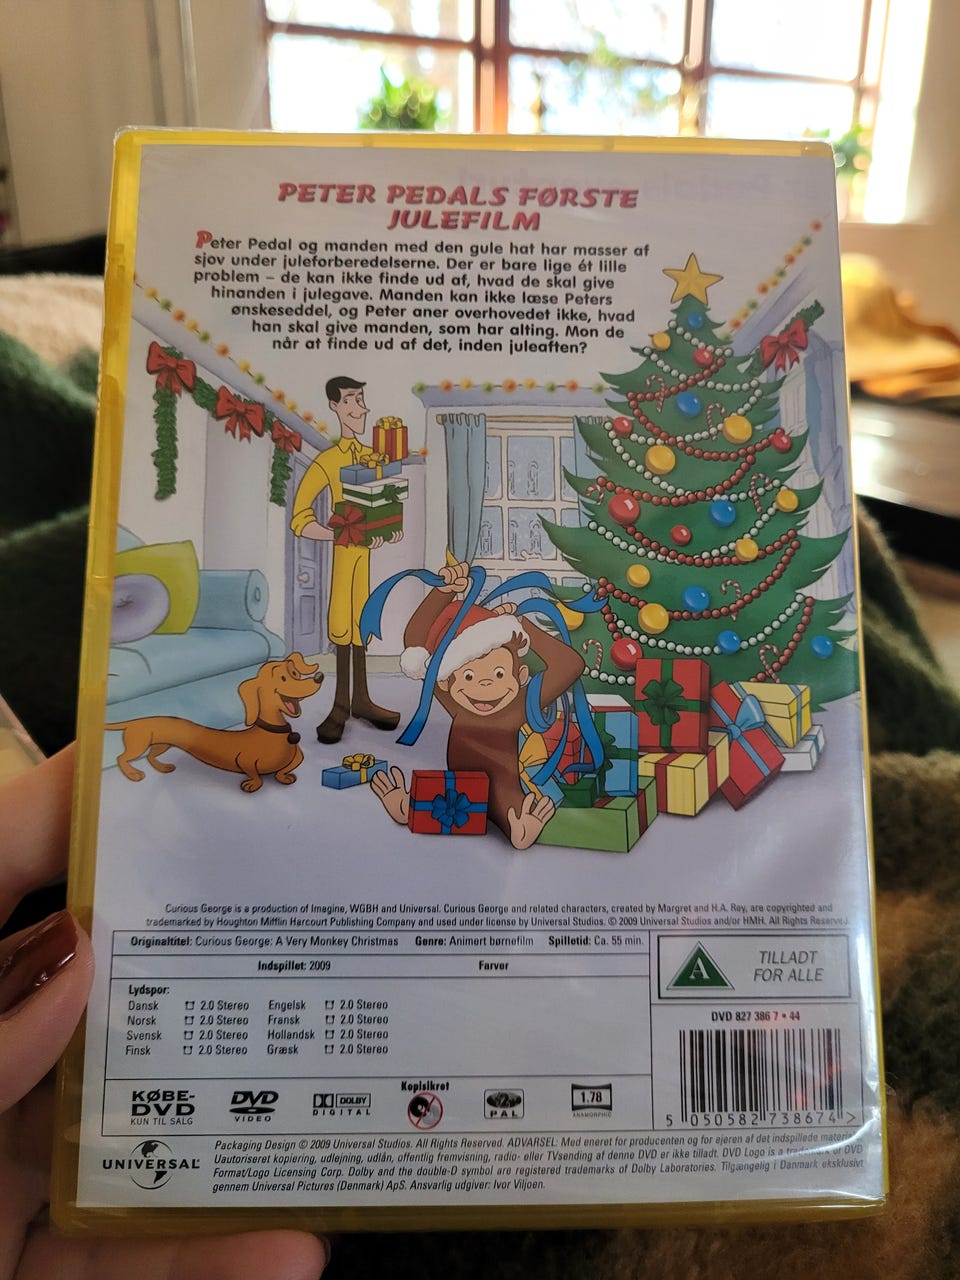 PETER PEDALS FØRSTE
JULEFILM
Peter Pedal og manden med den gule hat har masser af
sjov under juleforberedelserne. Der er bare lige ét lille
problem – de kan ikke finde ud af, hvad de skal give
hinanden i julegave. Manden kan ikke læse Peters
ønskeseddel, og Peter aner overhovedet ikke, hvad
han skal give manden, som har alting. Mon de
når at finde ud af det, inden juleaften?
Curious George is a production of Imagine, WGBH and Universal. Curious George and related characters, created by Margret and H.A. Rey, are copyrighted and
trademarked by Houghton Mifflin Harcourt Publishing Company and used under license by Universal Studios. © 2009 Universal Studios and/or HMH. All Rights Reserved.
Originaltitel: Curious George: A Very Monkey Christmas Genre: Animert børnefilm Spilletid: Ca. 55 min.
Indspillet: 2009 Farver
Lydspor:
Dansk 2.0 Stereo Engelsk 2.0 Stereo
Norsk 2.0 Stereo Fransk 2.0 Stereo
Svensk 2.0 Stereo Hollandsk 2.0 Stereo
Finsk 2.0 Stereo Græsk 2.0 Stereo
A TILLADT
FOR ALLE
DVD 827 386 7 • 44
5 050582 738674 >
KØBE-
DVD
KUN TIL SALG
DVD
VIDEO
DOLBY
DIGITAL
Kopisikret
2
PAL
1.78
ANAMORPHIC
UNIVERSAL
Packaging Design © 2009 Universal Studios. All Rights Reserved. ADVARSEL: Med eneret for producenten og for ejeren af det indspillede
Uautoriseret kopiering, udlejning, udlån, offentlig fremvisning, radio- eller TVsending af denne DVD er ikke tilladt. DVD Logo is a trademark of DVD
Format/Logo Licensing Corp. Dolby and the double-D symbol are registered trademarks of Dolby Laboratories. Tilgængelig i Danmark eksklusivt
gennem Universal Pictures (Denmark) ApS. Ansvarlig udgiver: Ivor Viljoen.